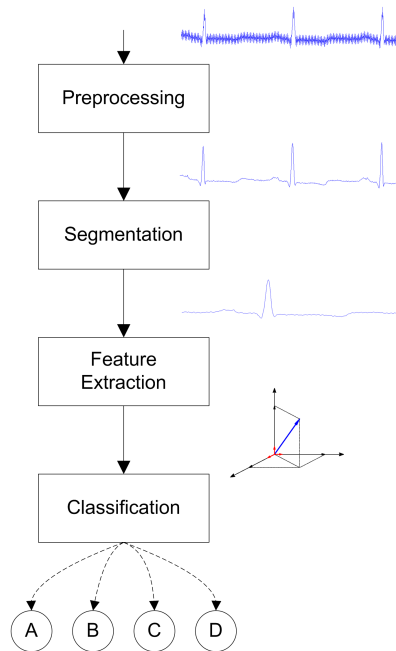 Preprocessing
Segmentation
Feature
Extraction
Classification
A B C D